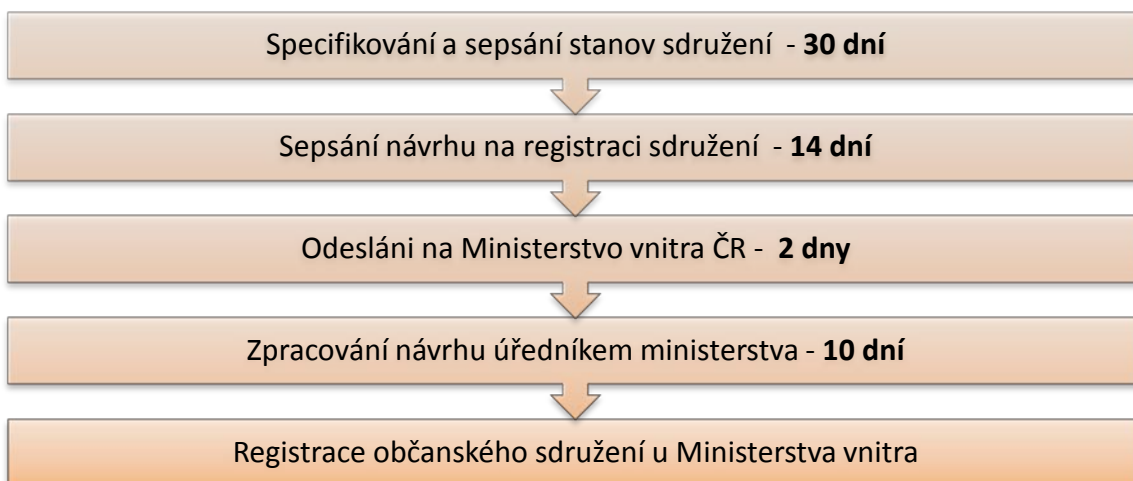 Specifikování a sepsání stanov sdružení - 30 dní
Sepsání návrhu na registraci sdružení - 14 dní
Odesláni na Ministerstvo vnitra ČR - 2 dny
Zpracování návrhu úředníkem ministerstva - 10 dní
Registrace občanského sdružení u Ministerstva vnitra